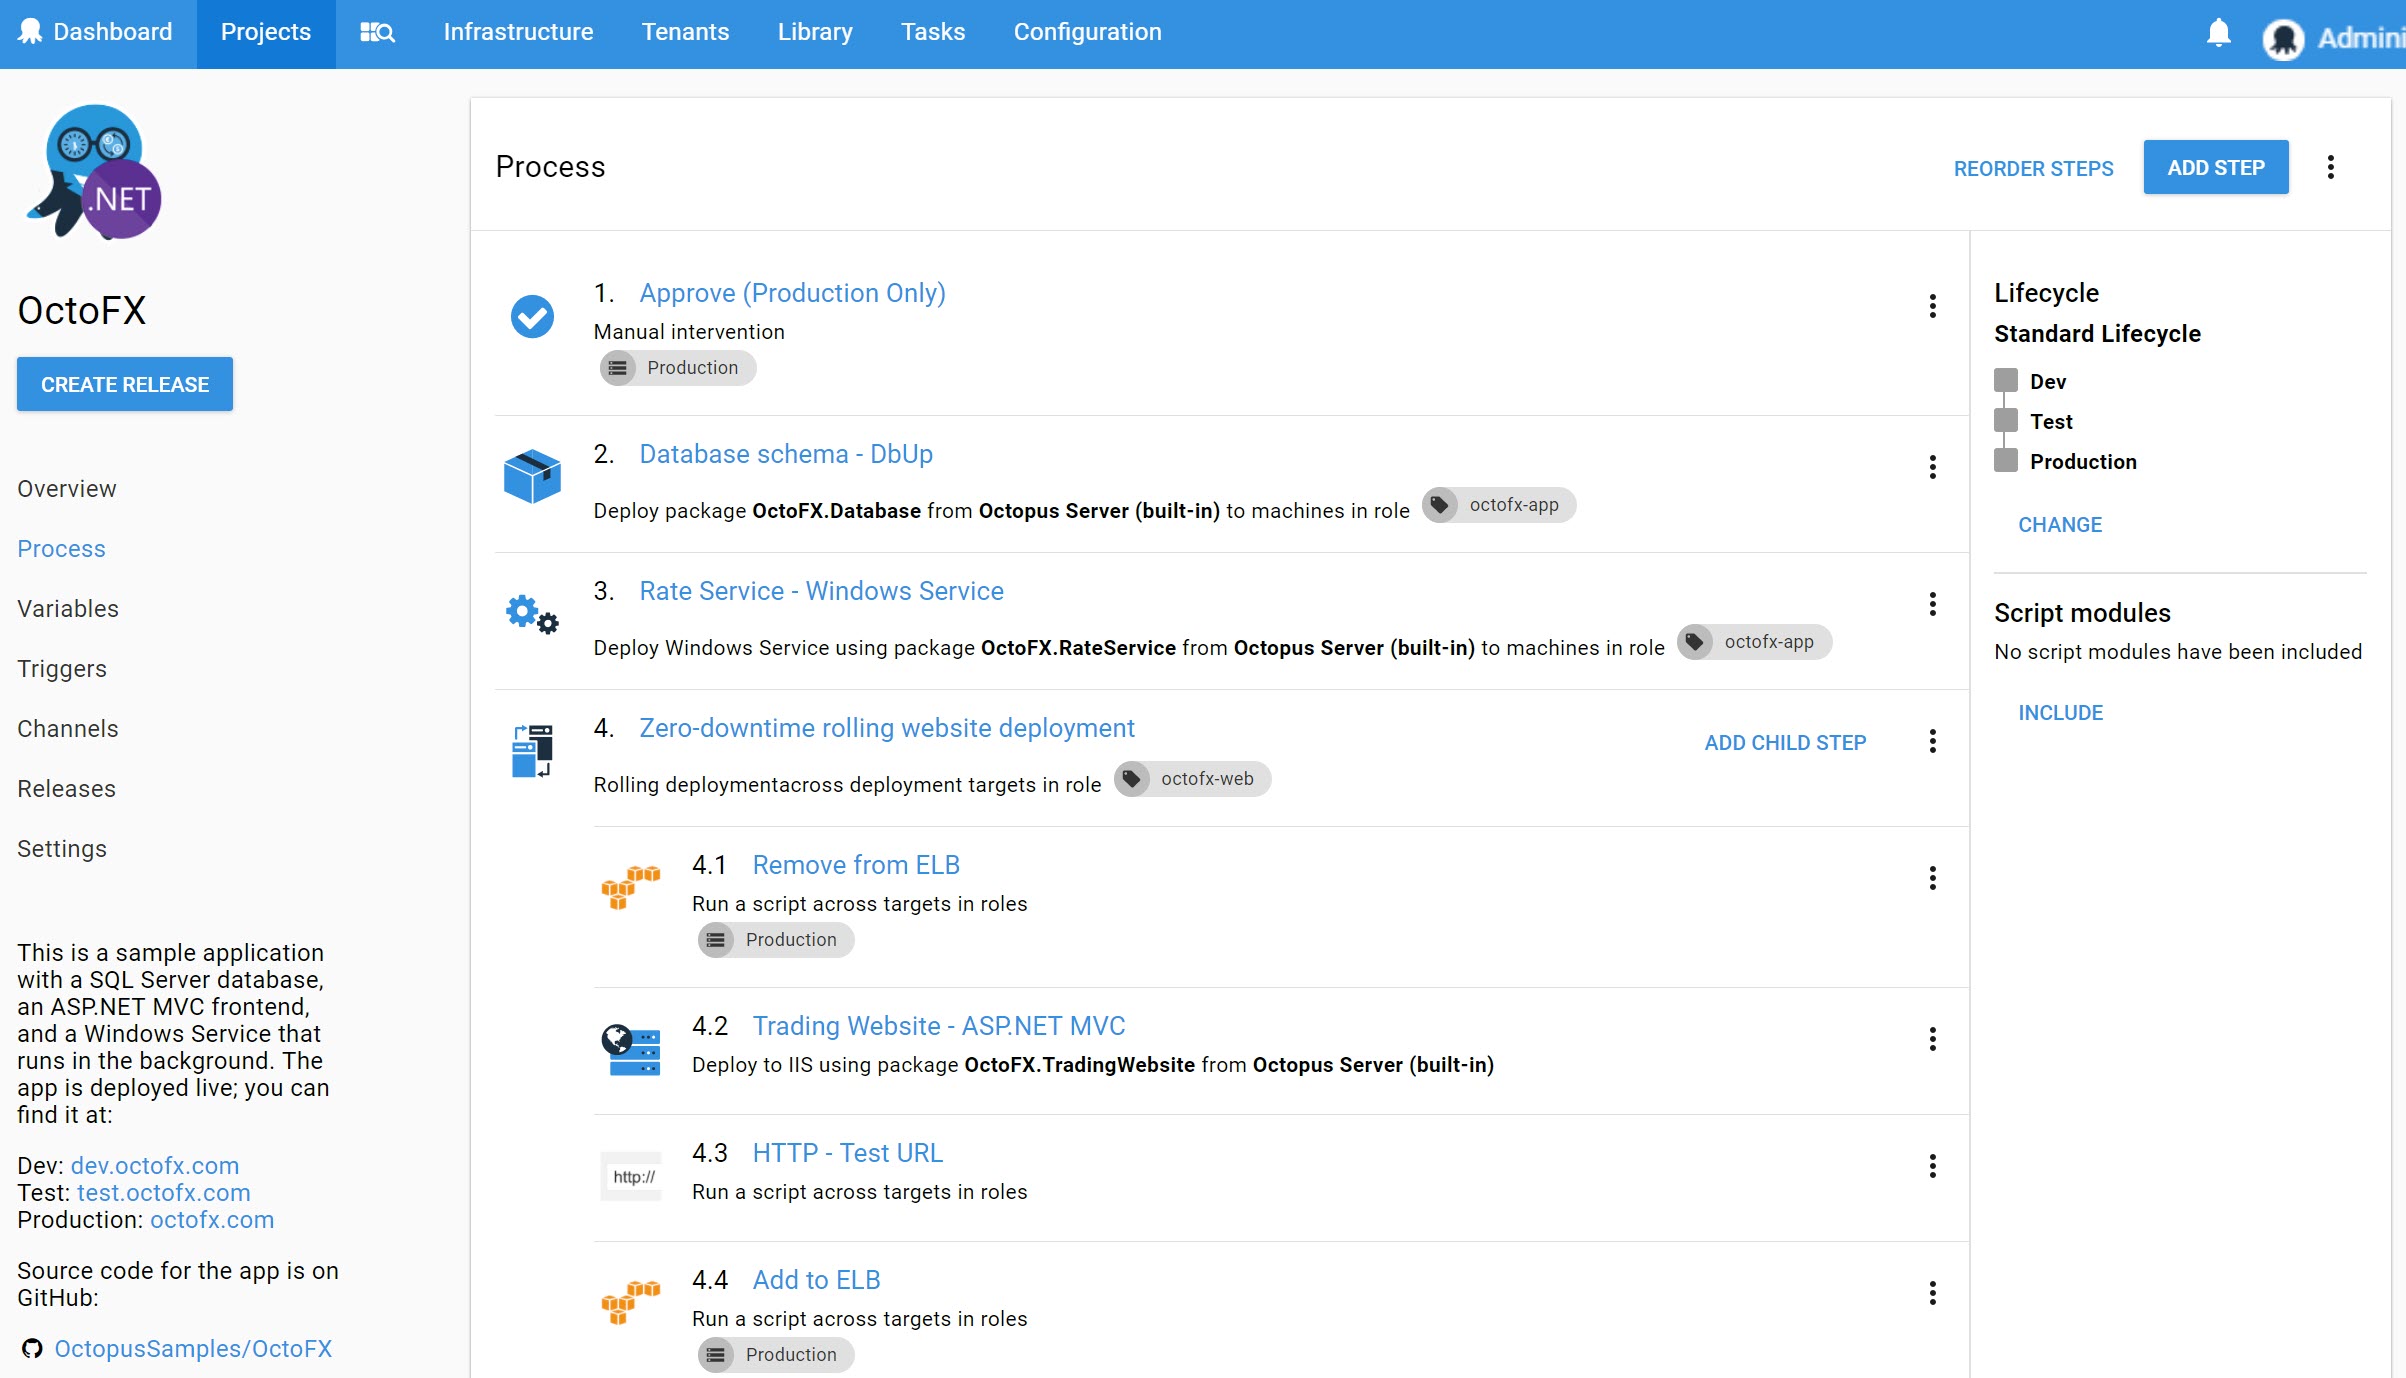 Dashboard
Projects
Infrastructure
Tenants
Library
Tasks
Configuration
Admini
.NET
OctoFX
CREATE RELEASE
Overview
Process
Variables
Triggers
Channels
Releases
Settings
This is a sample application
with a SQL Server database,
an ASP.NET MVC frontend,
and a Windows Service that
runs in the background. The
app is deployed live; you can
find it at:
Dev: dev.octofx.com
Test: test.octofx.com
Production: octofx.com
Source code for the app is on
GitHub:
OctopusSamples/OctoFX
Process
REORDER STEPS
ADD STEP
1. Approve (Production Only)
Manual intervention
Production
2. Database schema - DbUp
Deploy package OctoFX.Database from Octopus Server (built-in) to machines in role octofx-app
3. Rate Service - Windows Service
Deploy Windows Service using package OctoFX.RateService from Octopus Server (built-in) to machines in role octofx-app
4. Zero-downtime rolling website deployment
ADD CHILD STEP
Rolling deploymentacross deployment targets in role octofx-web
4.1 Remove from ELB
Run a script across targets in roles
Production
4.2 Trading Website - ASP.NET MVC
Deploy to IIS using package OctoFX.TradingWebsite from Octopus Server (built-in)
http://
4.3 HTTP - Test URL
Run a script across targets in roles
4.4 Add to ELB
Run a script across targets in roles
Production
Lifecycle
Standard Lifecycle
Dev
Test
Production
CHANGE
Script modules
No script modules have been included
INCLUDE